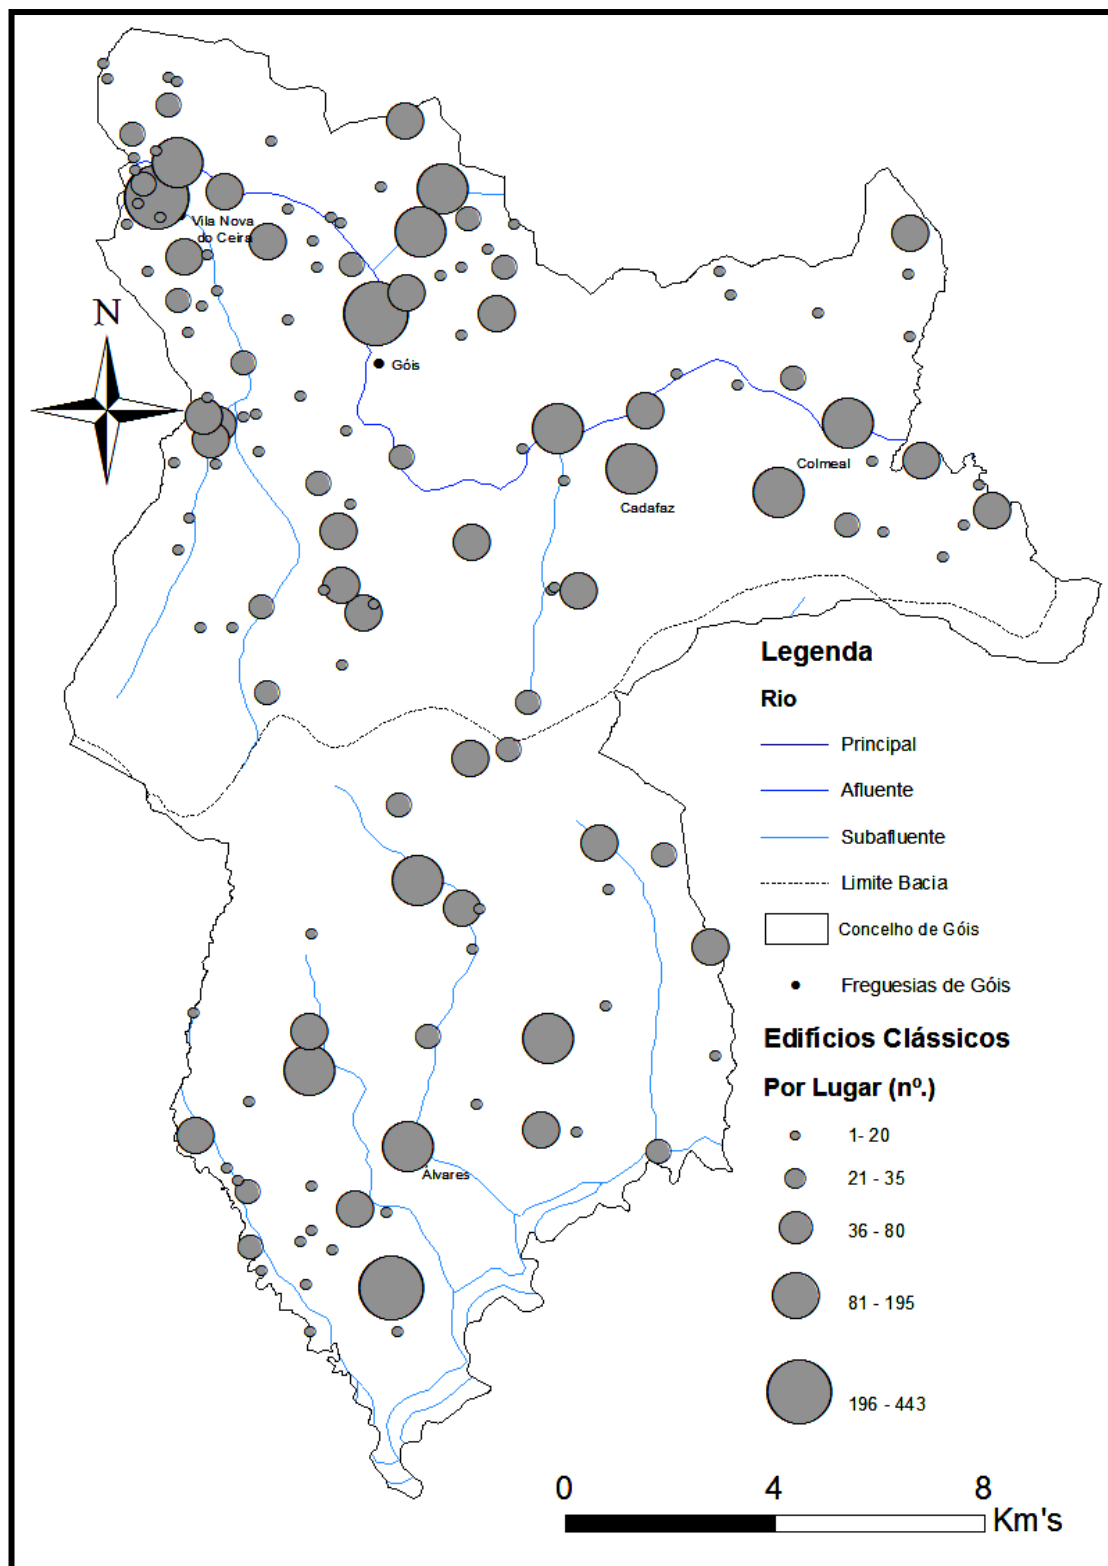 Vila Nova
do Ceira
N
Góis
Colmeal
Cadafaz
Legenda
Rio
Principal
Afluente
Subafluente
Limite Bacia
Concelho de Góis
Freguesias de Góis
Edifícios Clássicos
Por Lugar (nº.)
1- 20
21 - 35
36 - 80
81 - 195
196 - 443
Álvares
0 4 8
Km's